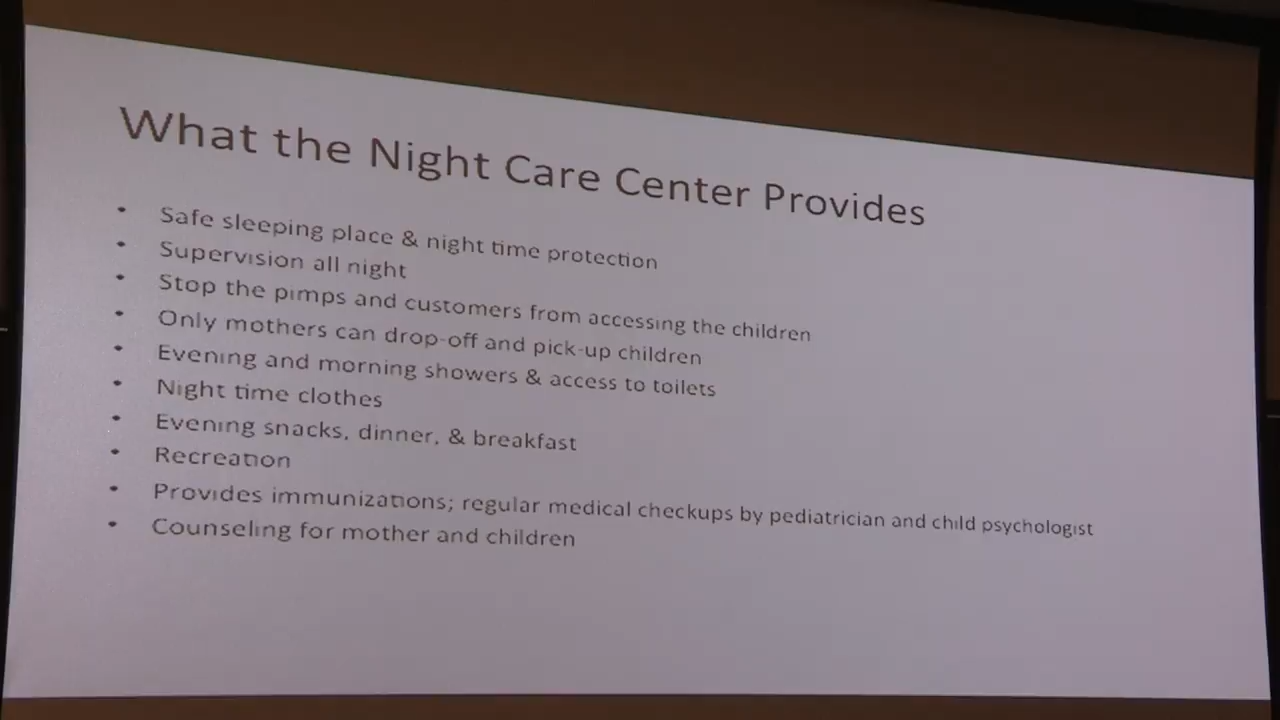 What the Night Care Center Provides
• Safe sleeping place & night time protection
• Supervision all night
• Stop the pimps and customers from accessing the children
• Only mothers can drop-off and pick-up children
• Evening and morning showers & access to toilets
• Night time clothes
• Evening snacks, dinner, & breakfast
• Recreation
• Provides immunizations; regular medical checkups by pediatrician and child psychologist
• Counseling for mother and children